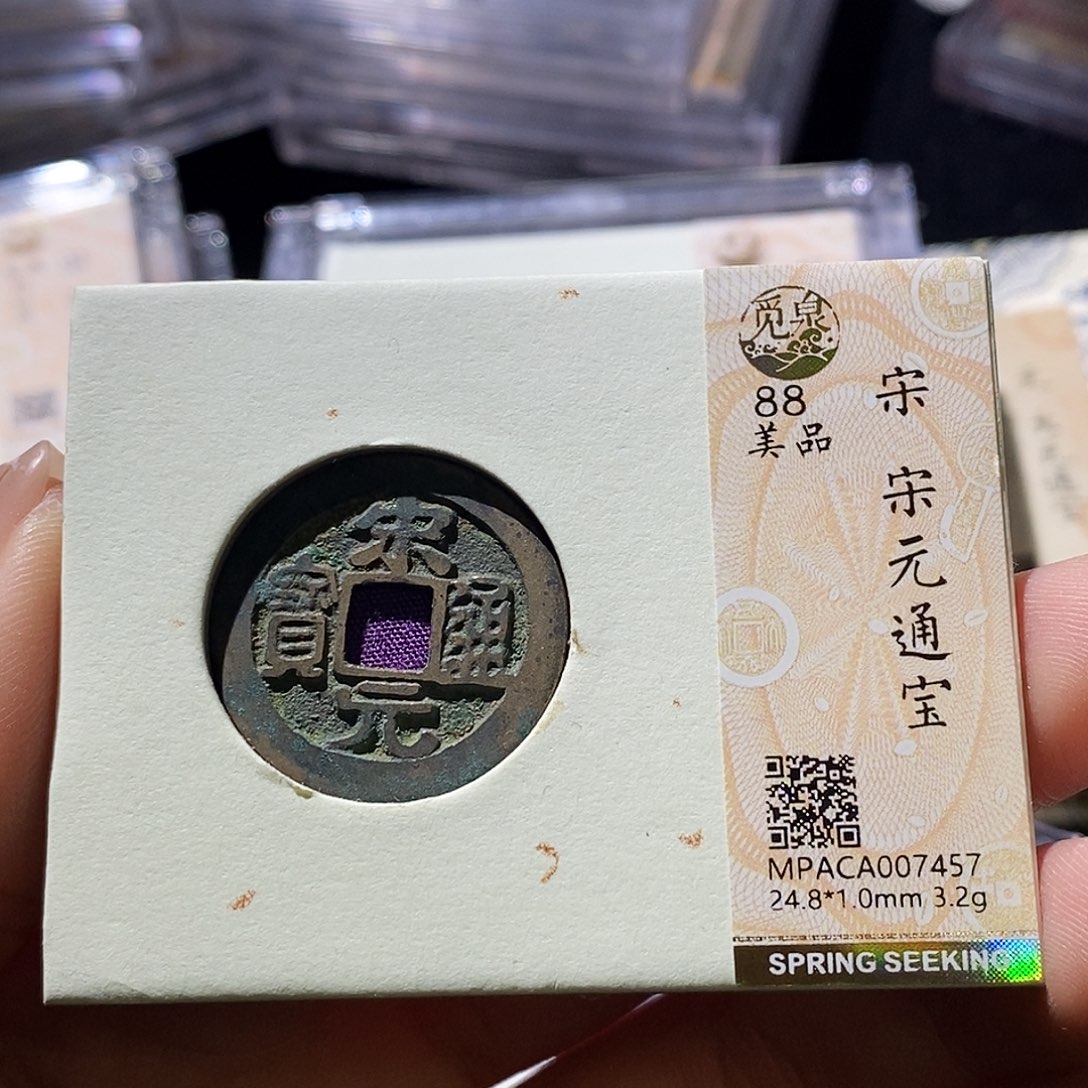 宋
元
通
寳
觅泉
88
美品
宋 宋元通宝
MPACA007457
24.8*1.0mm 3.2g
SPRING SEEKING